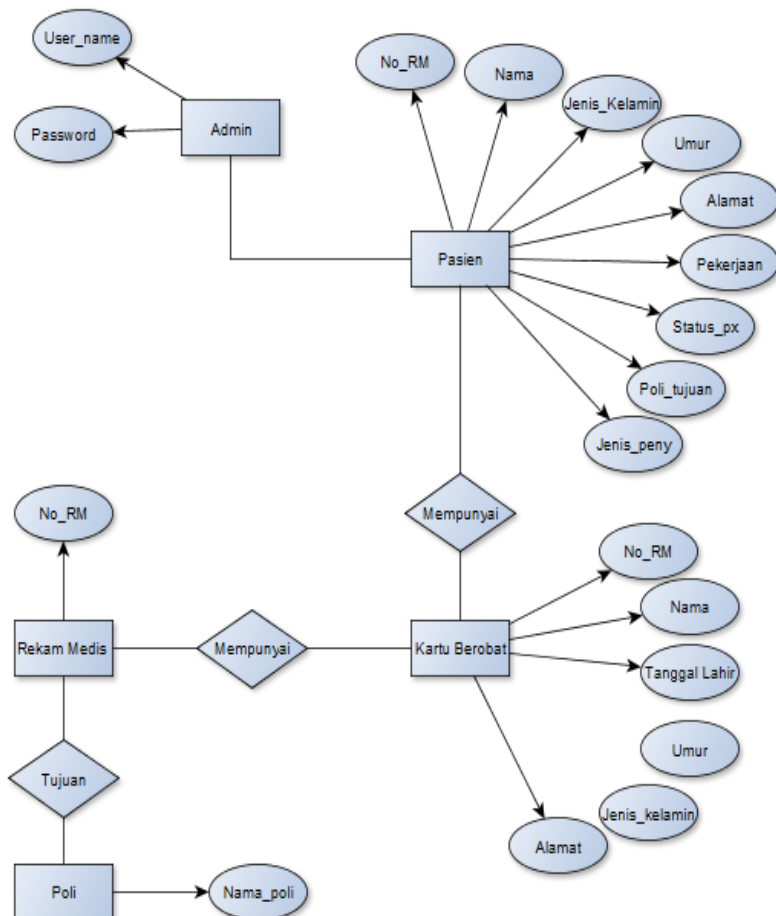 User_name
Password
Admin
No_RM
Nama
Jenis_Kelamin
Umur
Alamat
Pekerjaan
Status_px
Poli_tujuan
Jenis_peny
Pasien
Mempunyai
No_RM
Rekam Medis
Mempunyai
Kartu Berobat
No_RM
Nama
Tanggal Lahir
Umur
Jenis_kelamin
Alamat
Tujuan
Poli
Nama_poli